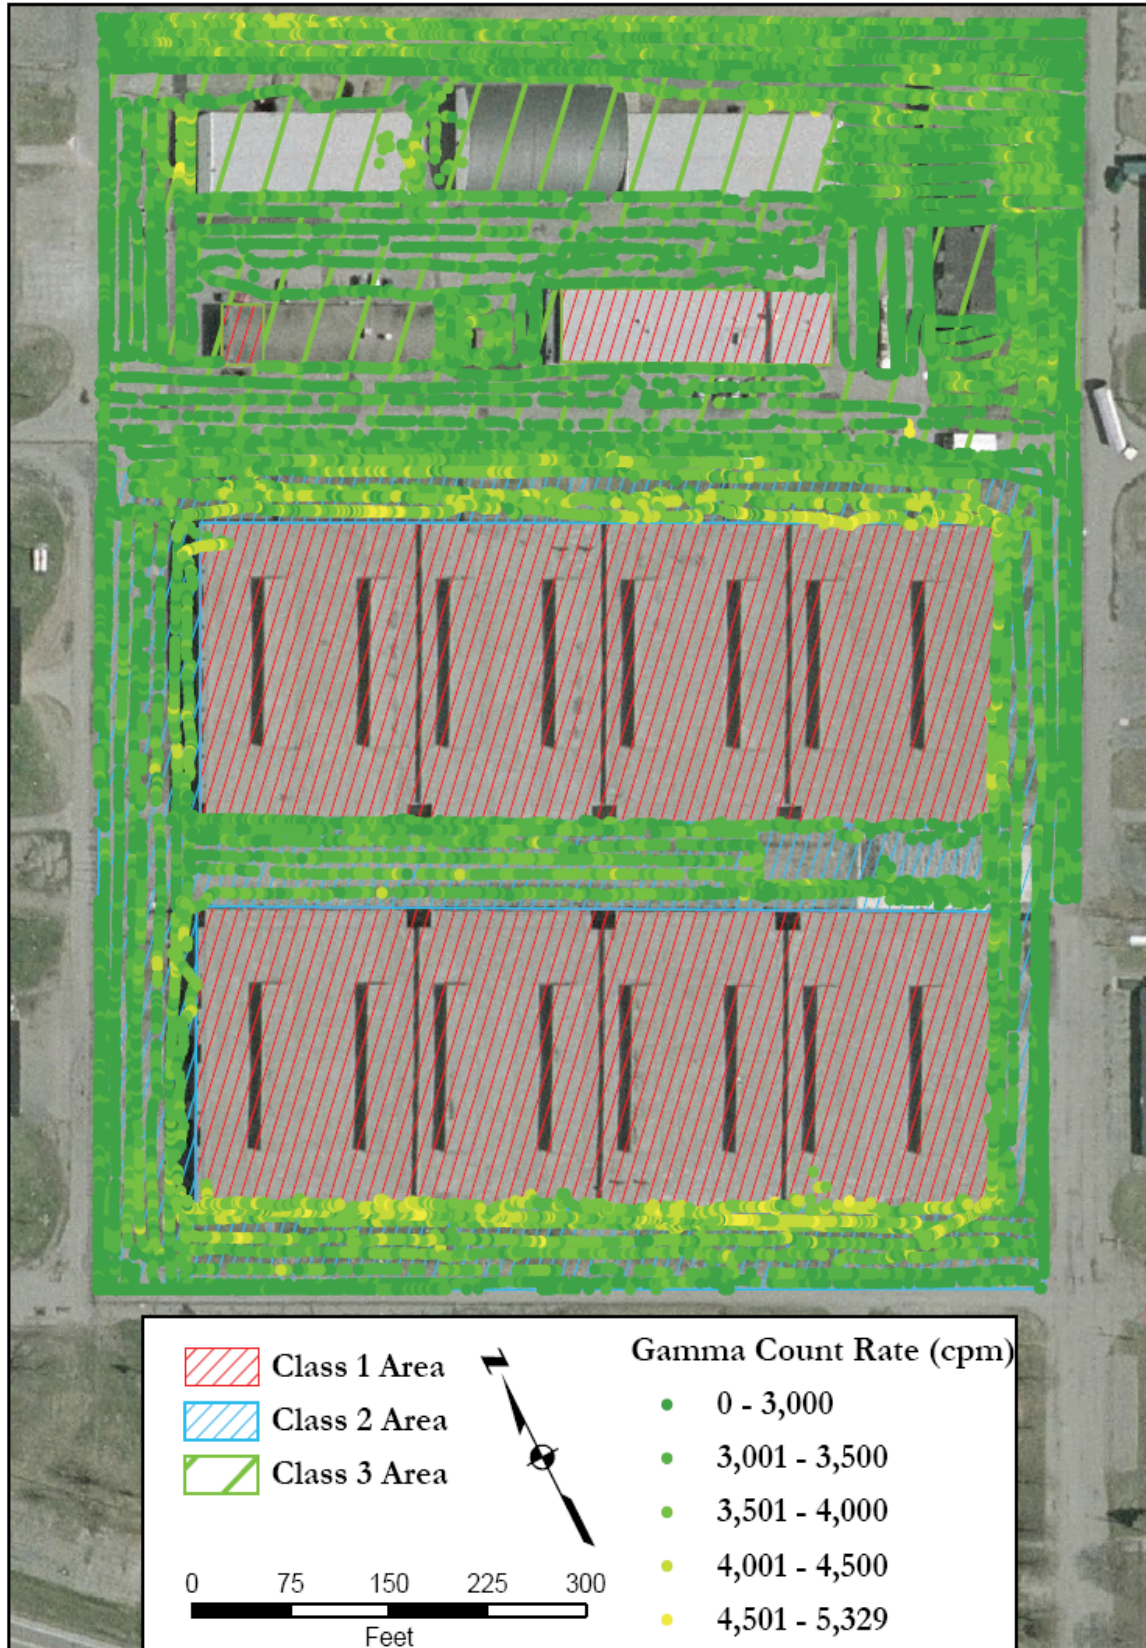 Class 1 Area
Class 2 Area
Class 3 Area
N
0 75 150 225 300
Feet
Gamma Count Rate (cpm)
0 - 3,000
3,001 - 3,500
3,501 - 4,000
4,001 - 4,500
4,501 - 5,329